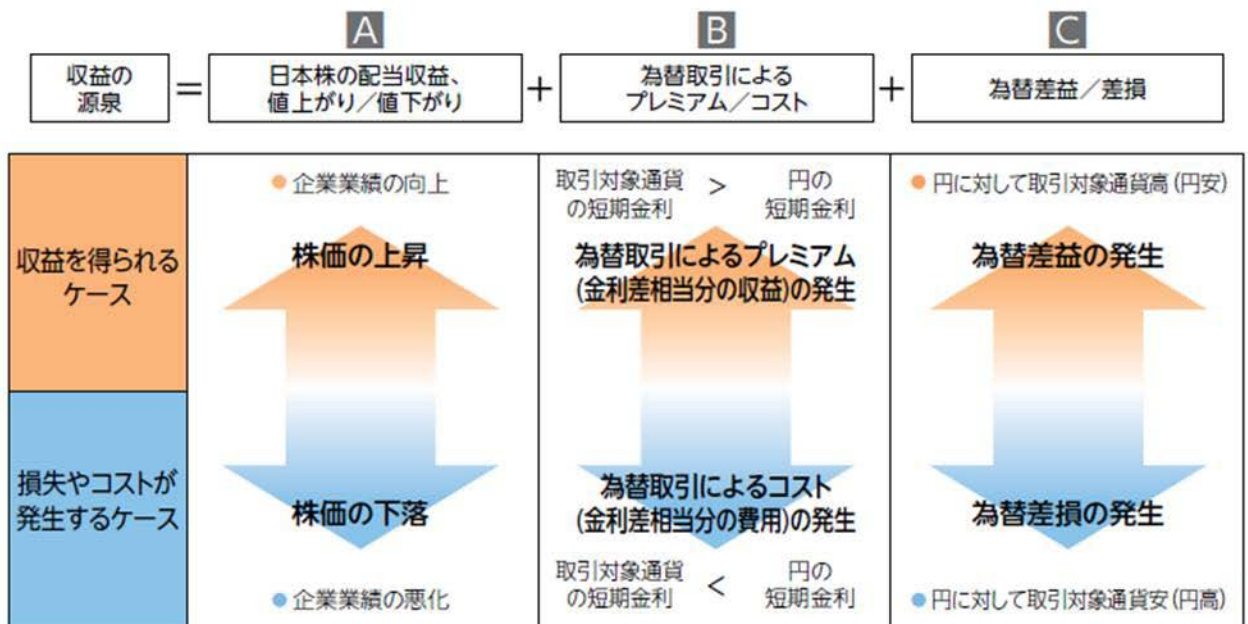 A
B
C
収益の
源泉
=
日本株の配当収益、
値上がり／値下がり
+
為替取引による
プレミアム／コスト
+
為替差益／差損
収益を得られる
ケース
●企業業績の向上
株価の上昇
取引対象通貨
の短期金利
>
円の
短期金利
為替取引によるプレミアム
(金利差相当分の収益)の発生
●円に対して取引対象通貨高(円安)
為替差益の発生
損失やコストが
発生するケース
株価の下落
●企業業績の悪化
為替取引によるコスト
(金利差相当分の費用)の発生
取引対象通貨
の短期金利
<
円の
短期金利
為替差損の発生
●円に対して取引対象通貨安(円高)